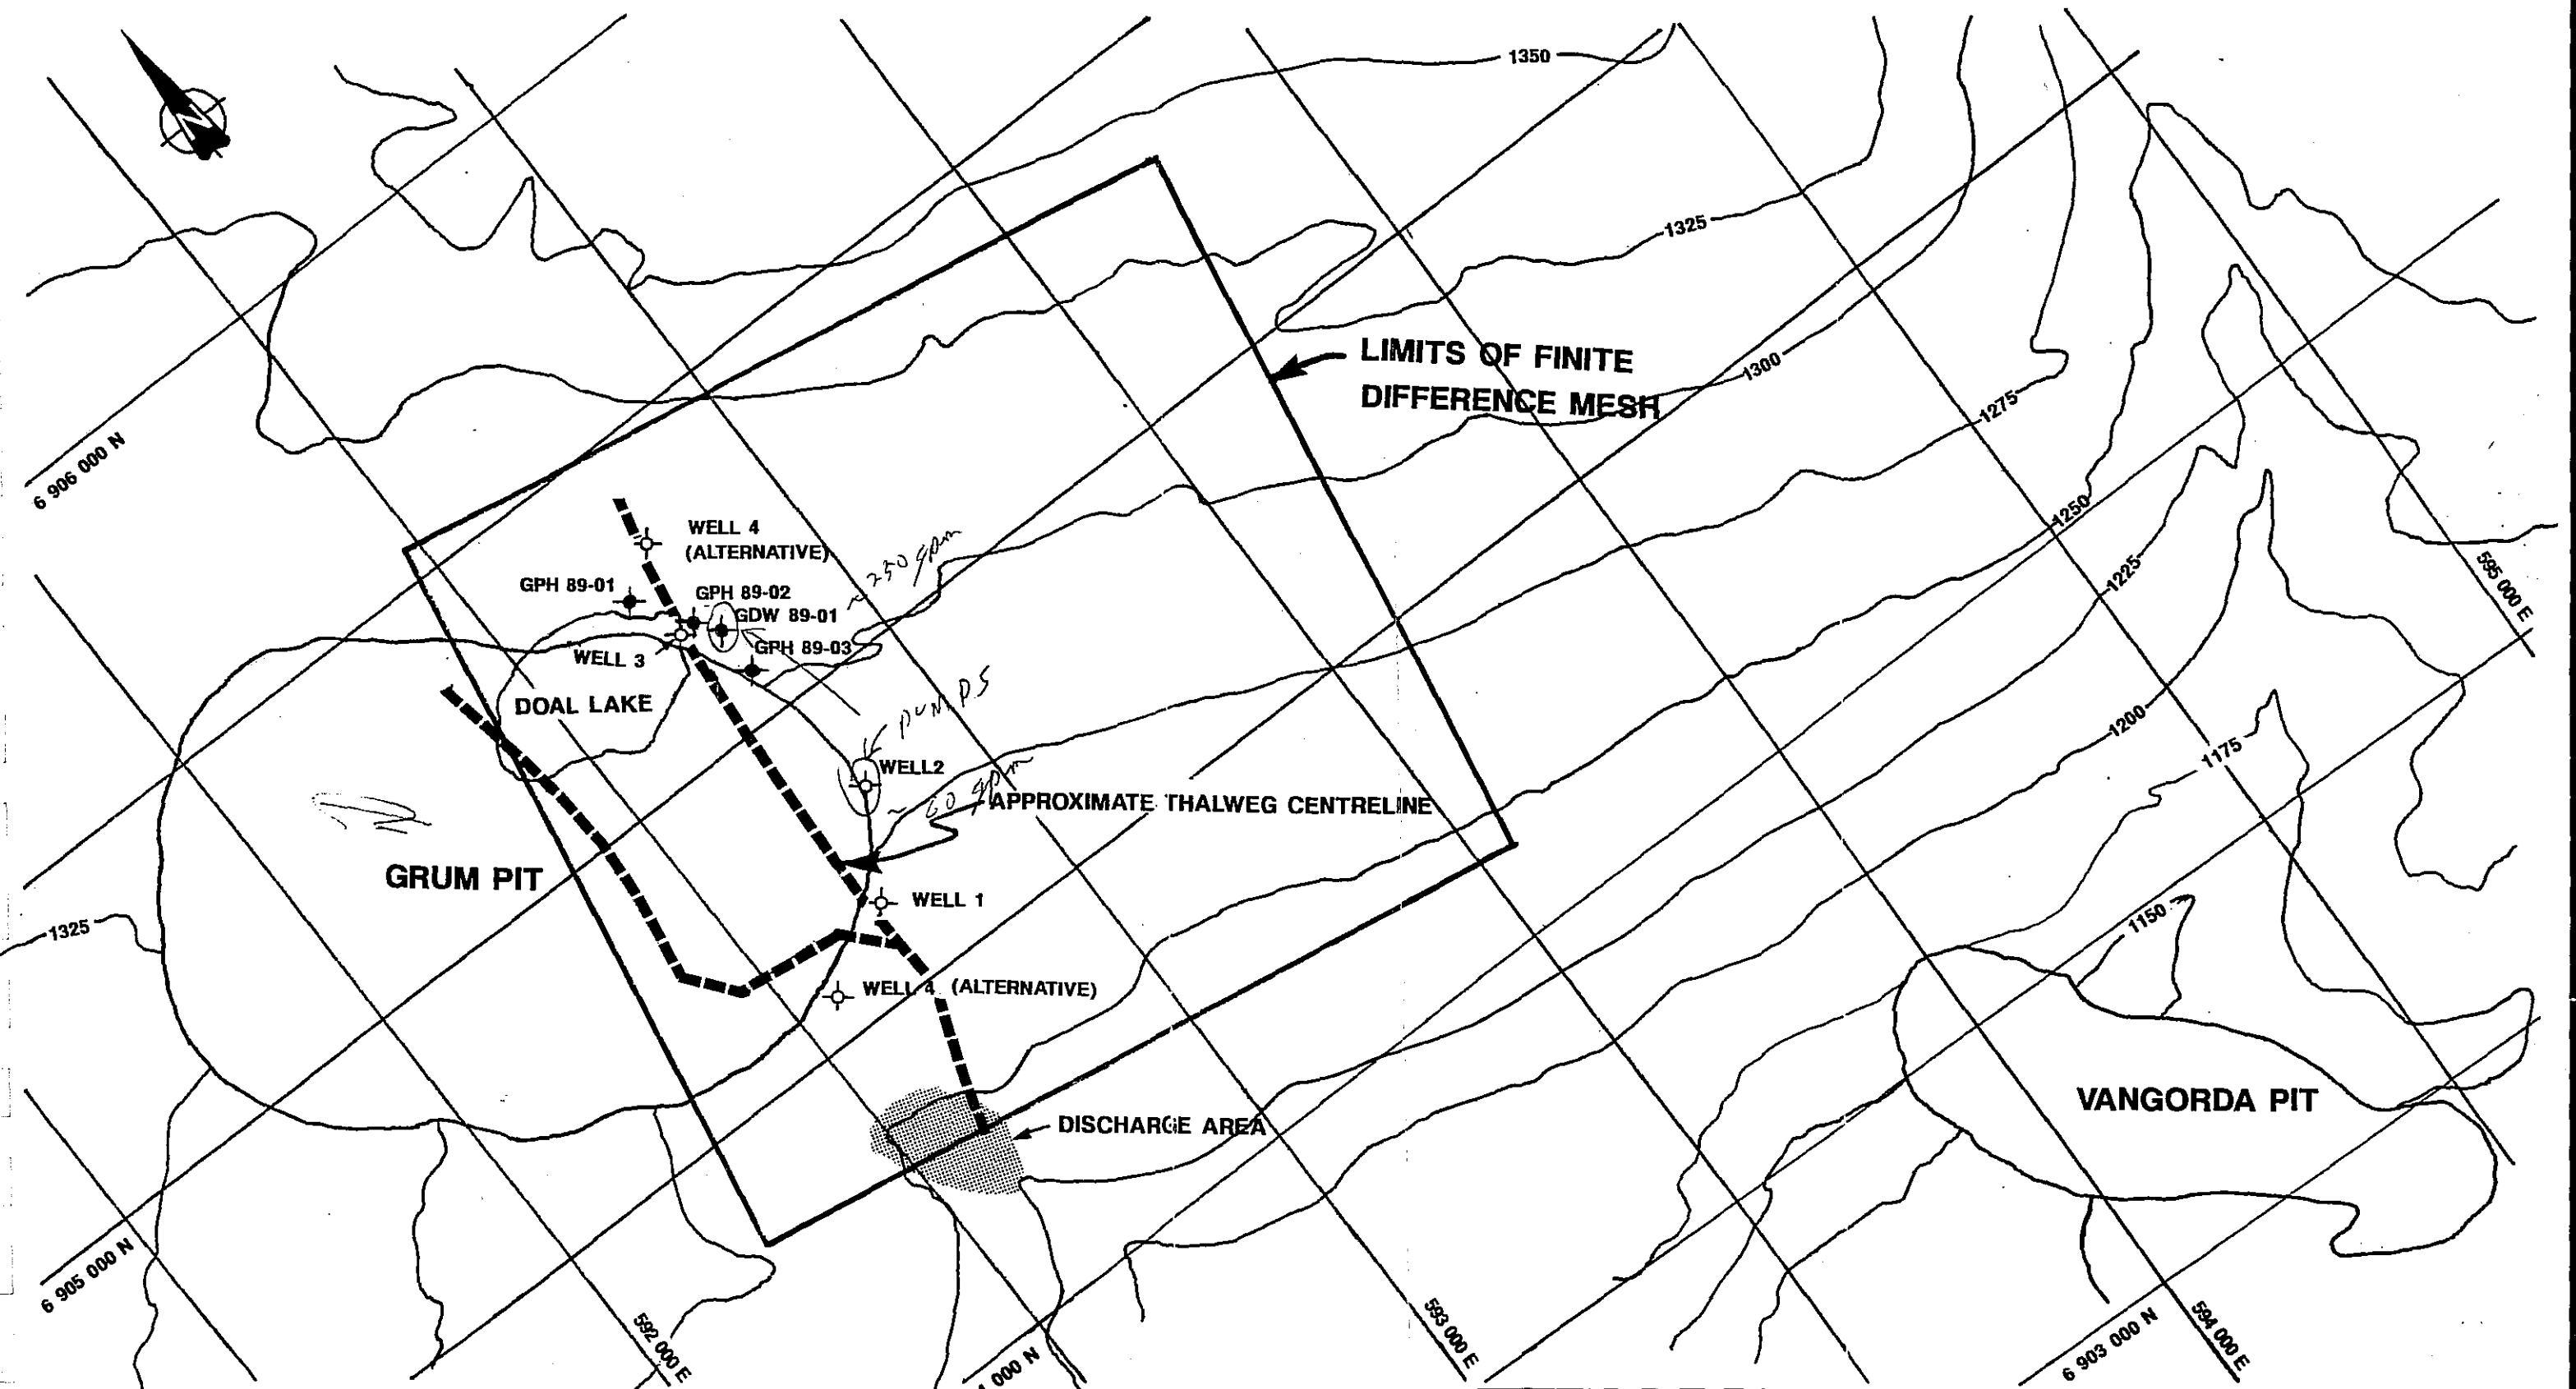 N
1350
1325
LIMITS OF FINITE
DIFFERENCE MESH
1300
1275
6 906 000 N
WELL 4
(ALTERNATIVE)
1250
~ 250 gpm
GPH 89-01
GPH 89-02
GDW 89-01
1225
595 000 E
GPH 89-03
WELL 3
DOAL LAKE
PUMPS
1200
1175
WELL2
~ 60 gpm
APPROXIMATE THALWEG CENTRELINE
GRUM PIT
WELL 1
1150
1325
WELL 4 (ALTERNATIVE)
VANGORDA PIT
DISCHARGE AREA
6 905 000 N
592 000 E
593 000 E
594 000 E
000 N
6 903 000 N